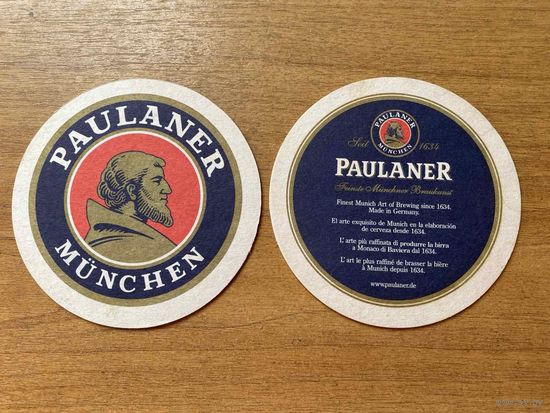 PAULANER
MÜNCHEN
PAULANER
MÜNCHEN
Seit 1634
PAULANER
Feinste Münchner Braukunst
Finest Munich Art of Brewing since 1634.
Made in Germany.
El arte exquisito de Munich en la elaboración
de cerveza desde 1634.
L'arte più raffinata di produrre la birra
a Monaco di Baviera dal 1634.
L'art le plus raffiné de brasser la bière
à Munich depuis 1634.
www.paulaner.de